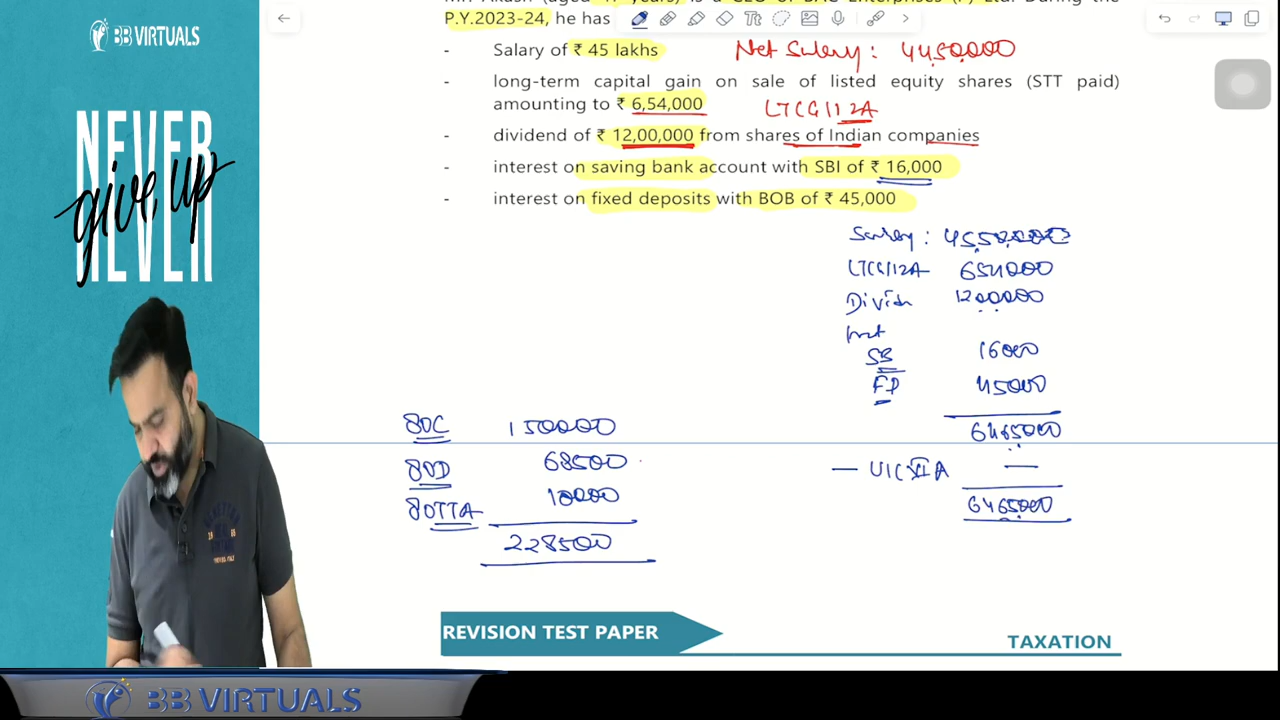 BB VIRTUALS
NEVER
give up
NEVER
P.Y.2023-24, he has
- Salary of ₹ 45 lakhs
Net Salary : 4450000
- long-term capital gain on sale of listed equity shares (STT paid)
amounting to ₹ 6,54,000
LTCG112A
- dividend of ₹ 12,00,000 from shares of Indian companies
- interest on saving bank account with SBI of ₹ 16,000
- interest on fixed deposits with BOB of ₹ 45,000
Salary : 4550000
LTCG112A 654000
Divide 1200000
Int
SB 16000
FD 45000
6465000
— UICVIA —
6465000
80C 150000
80D 68500
80TTA 10000
228500
REVISION TEST PAPER
TAXATION
BB VIRTUALS